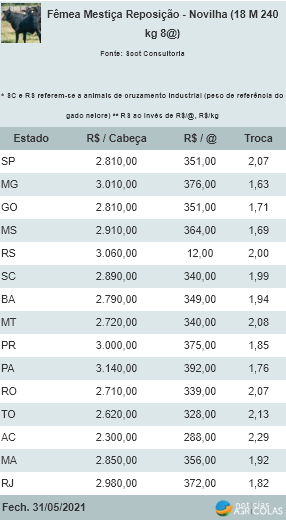 Fêmea Mestiça Reposição - Novilha (18 M 240
kg 8@)
Fonte: Scot Consultoria
* SC e RS referem-se a animais de cruzamento industrial (peso de referência do
gado nelore) ** RS ao invés de R$/@, R$/kg
Estado R$ / Cabeça R$ / @ Troca
SP 2.810,00 351,00 2,07
MG 3.010,00 376,00 1,63
GO 2.810,00 351,00 1,71
MS 2.910,00 364,00 1,69
RS 3.060,00 12,00 2,00
SC 2.890,00 340,00 1,99
BA 2.790,00 349,00 1,94
MT 2.720,00 340,00 2,08
PR 3.000,00 375,00 1,85
PA 3.140,00 392,00 1,76
RO 2.710,00 339,00 2,07
TO 2.620,00 328,00 2,13
AC 2.300,00 288,00 2,29
MA 2.850,00 356,00 1,92
RJ 2.980,00 372,00 1,82
Fech. 31/05/2021
notícias
AGRÍCOLAS